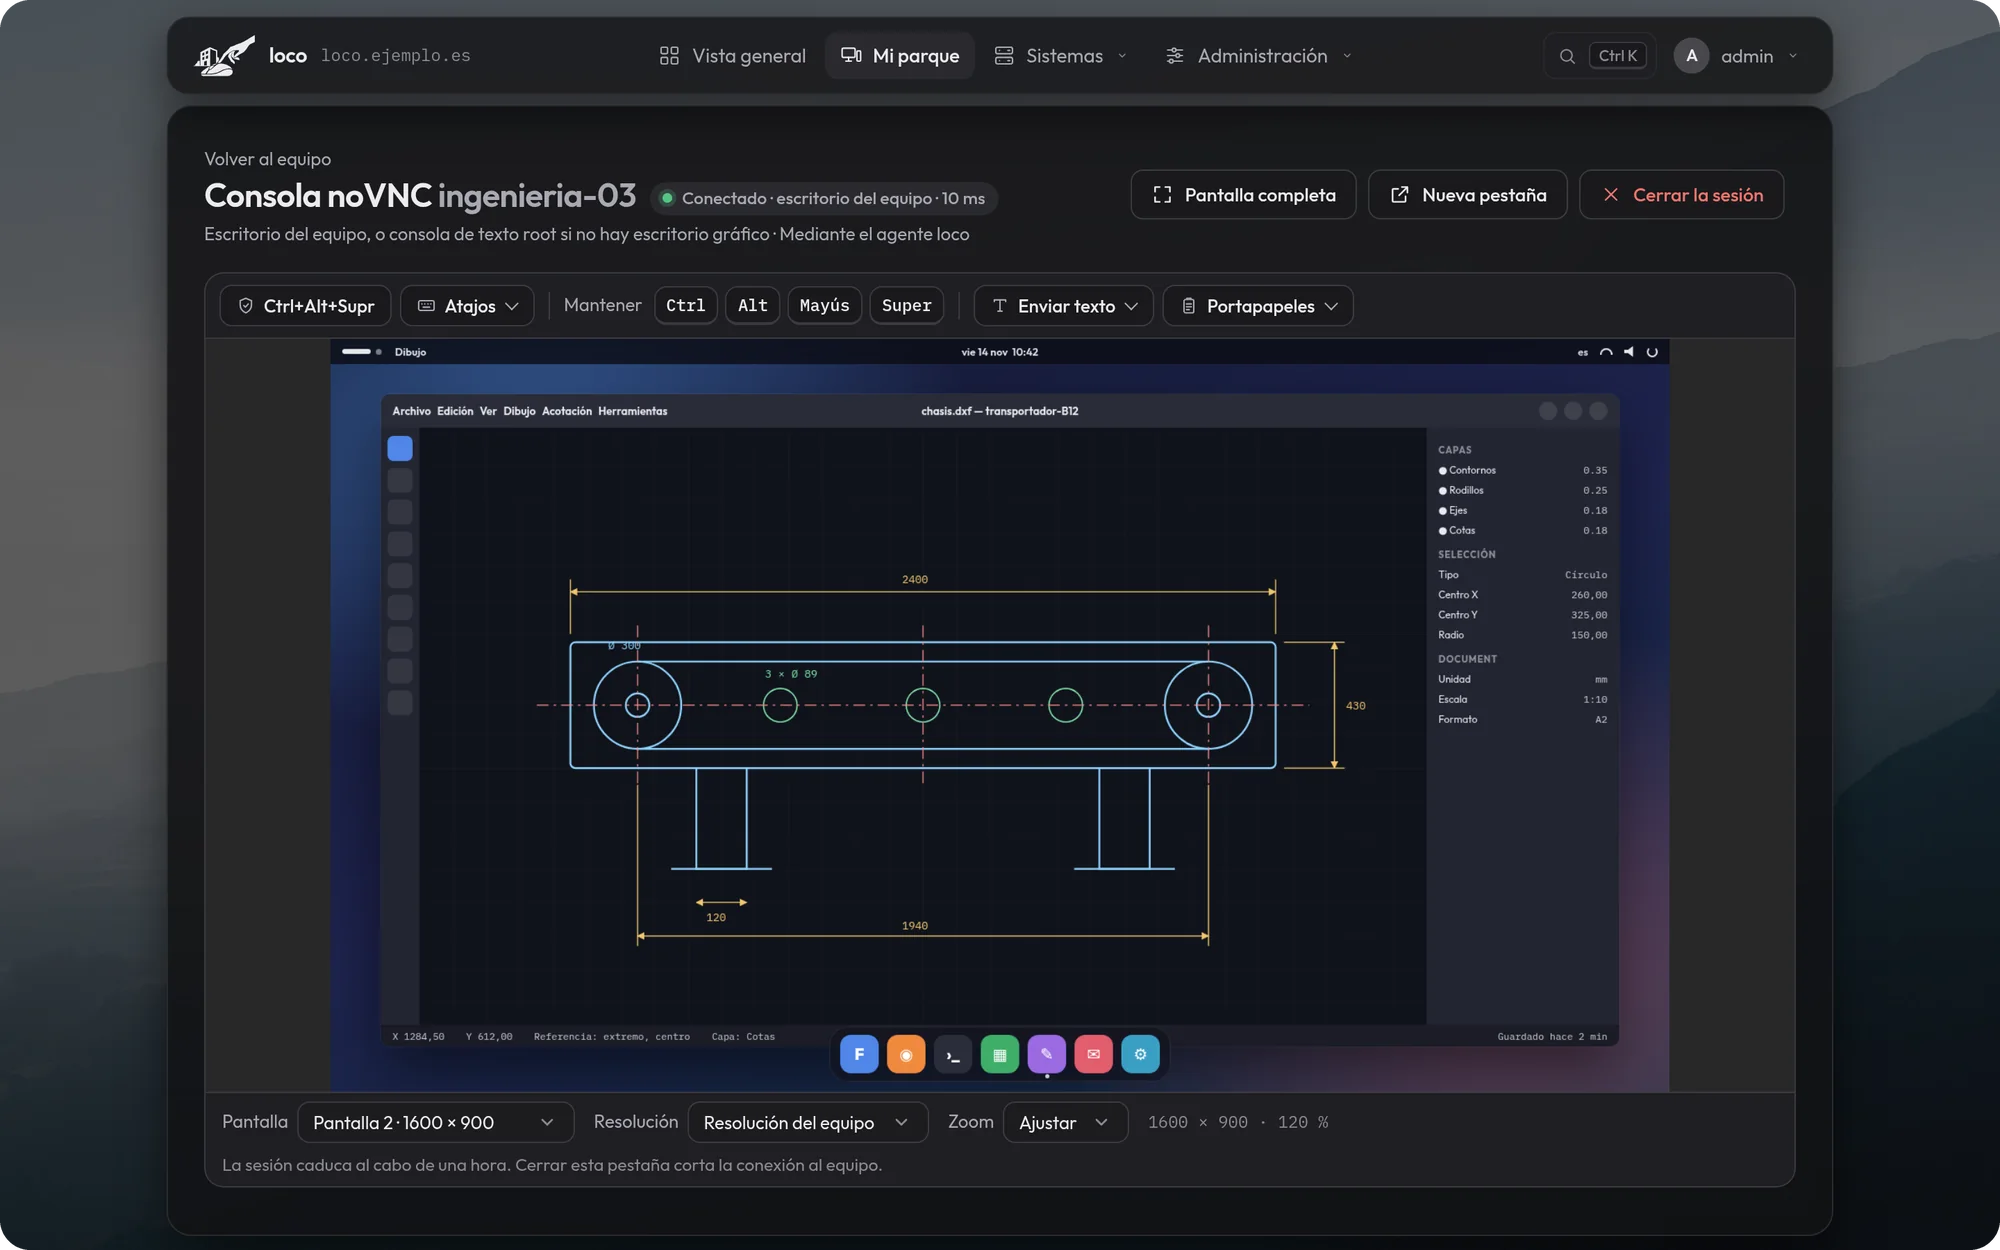 loco loco.ejemplo.es Vista general Mi parque Sistemas Administración Ctrl K A admin
Volver al equipo
Consola noVNC ingenieria-03 Conectado · escritorio del equipo · 10 ms Pantalla completa Nueva pestaña Cerrar la sesión
Escritorio del equipo, o consola de texto root si no hay escritorio gráfico · Mediante el agente loco
Ctrl+Alt+Supr Atajos Mantener Ctrl Alt Mayús Super Enviar texto Portapapeles
Dibujo vie 14 nov 10:42 es
Archivo Edición Ver Dibujo Acotación Herramientas chasis.dxf — transportador-B12
CAPAS
Contornos 0.35
Rodillos 0.25
Ejes 0.18
Cotas 0.18
SELECCIÓN
Tipo Círculo
Centro X 260,00
Centro Y 325,00
Radio 150,00
DOCUMENT
Unidad mm
Escala 1:10
Formato A2
2400
Ø 300
3 × Ø 89
430
120
1940
X 1284,50 Y 612,00 Referencia: extremo, centro Capa: Cotas Guardado hace 2 min
F
Pantalla Pantalla 2 · 1600 × 900 Resolución Resolución del equipo Zoom Ajustar 1600 × 900 · 120 %
La sesión caduca al cabo de una hora. Cerrar esta pestaña corta la conexión al equipo.